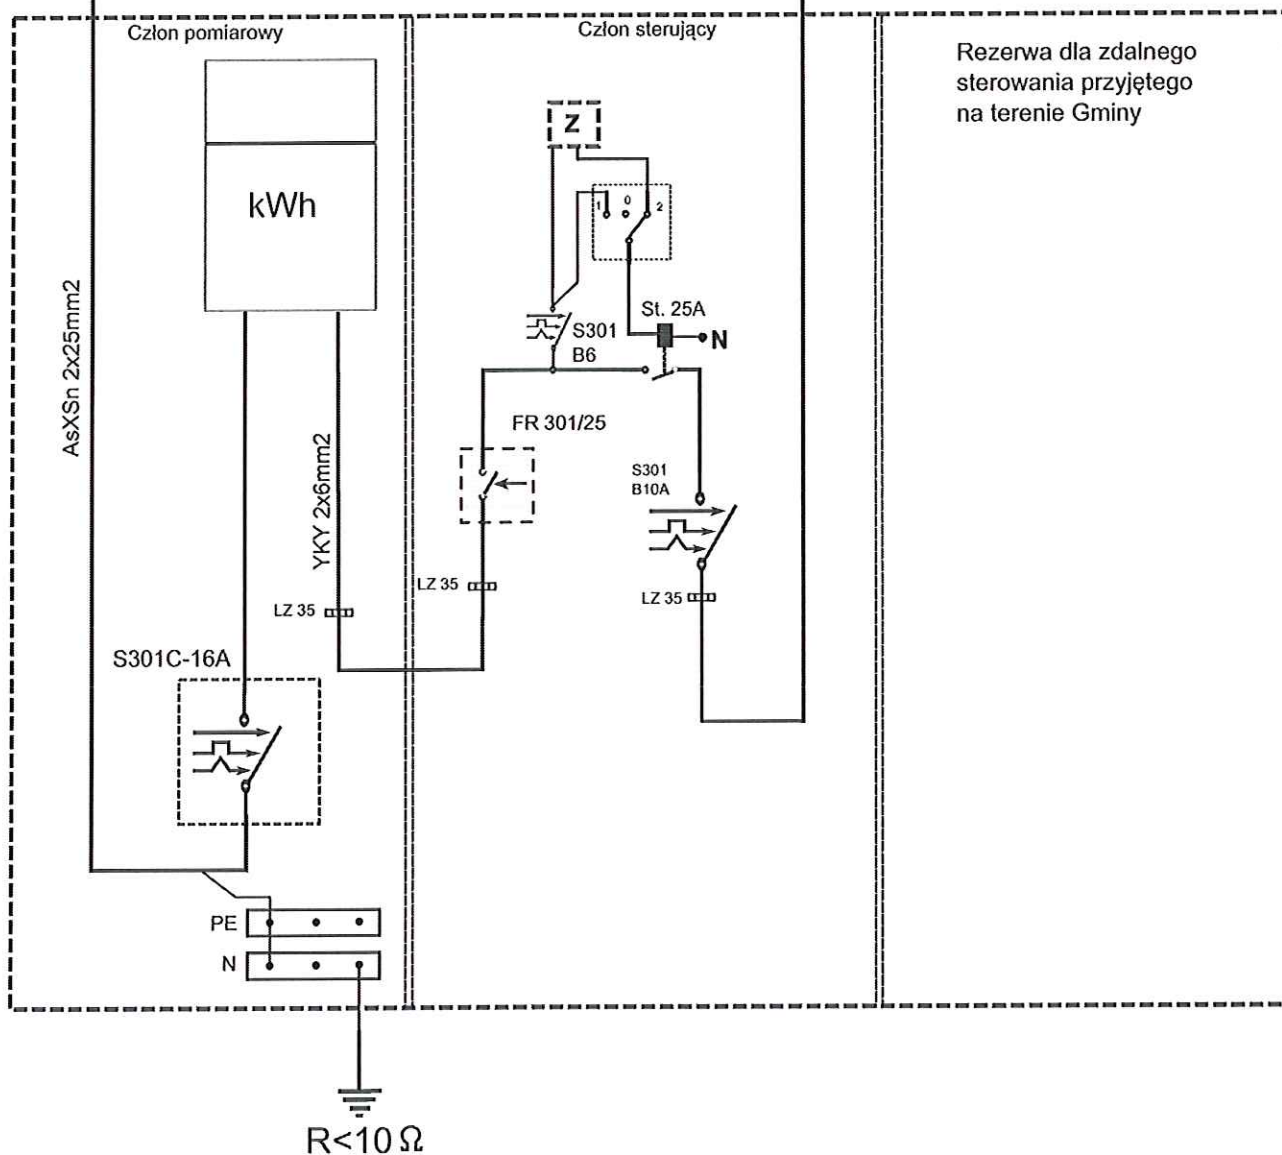 Człon pomiarowy
Człon sterujący
Rezerwa dla zdalnego
sterowania przyjętego
na terenie Gminy
Z
kWh
1
0
2
AsXSn 2x25mm2
St. 25A
S301
B6
N
FR 301/25
YKY 2x6mm2
S301
B10A
LZ 35
LZ 35
LZ 35
S301C-16A
PE
N
R<10 Ω